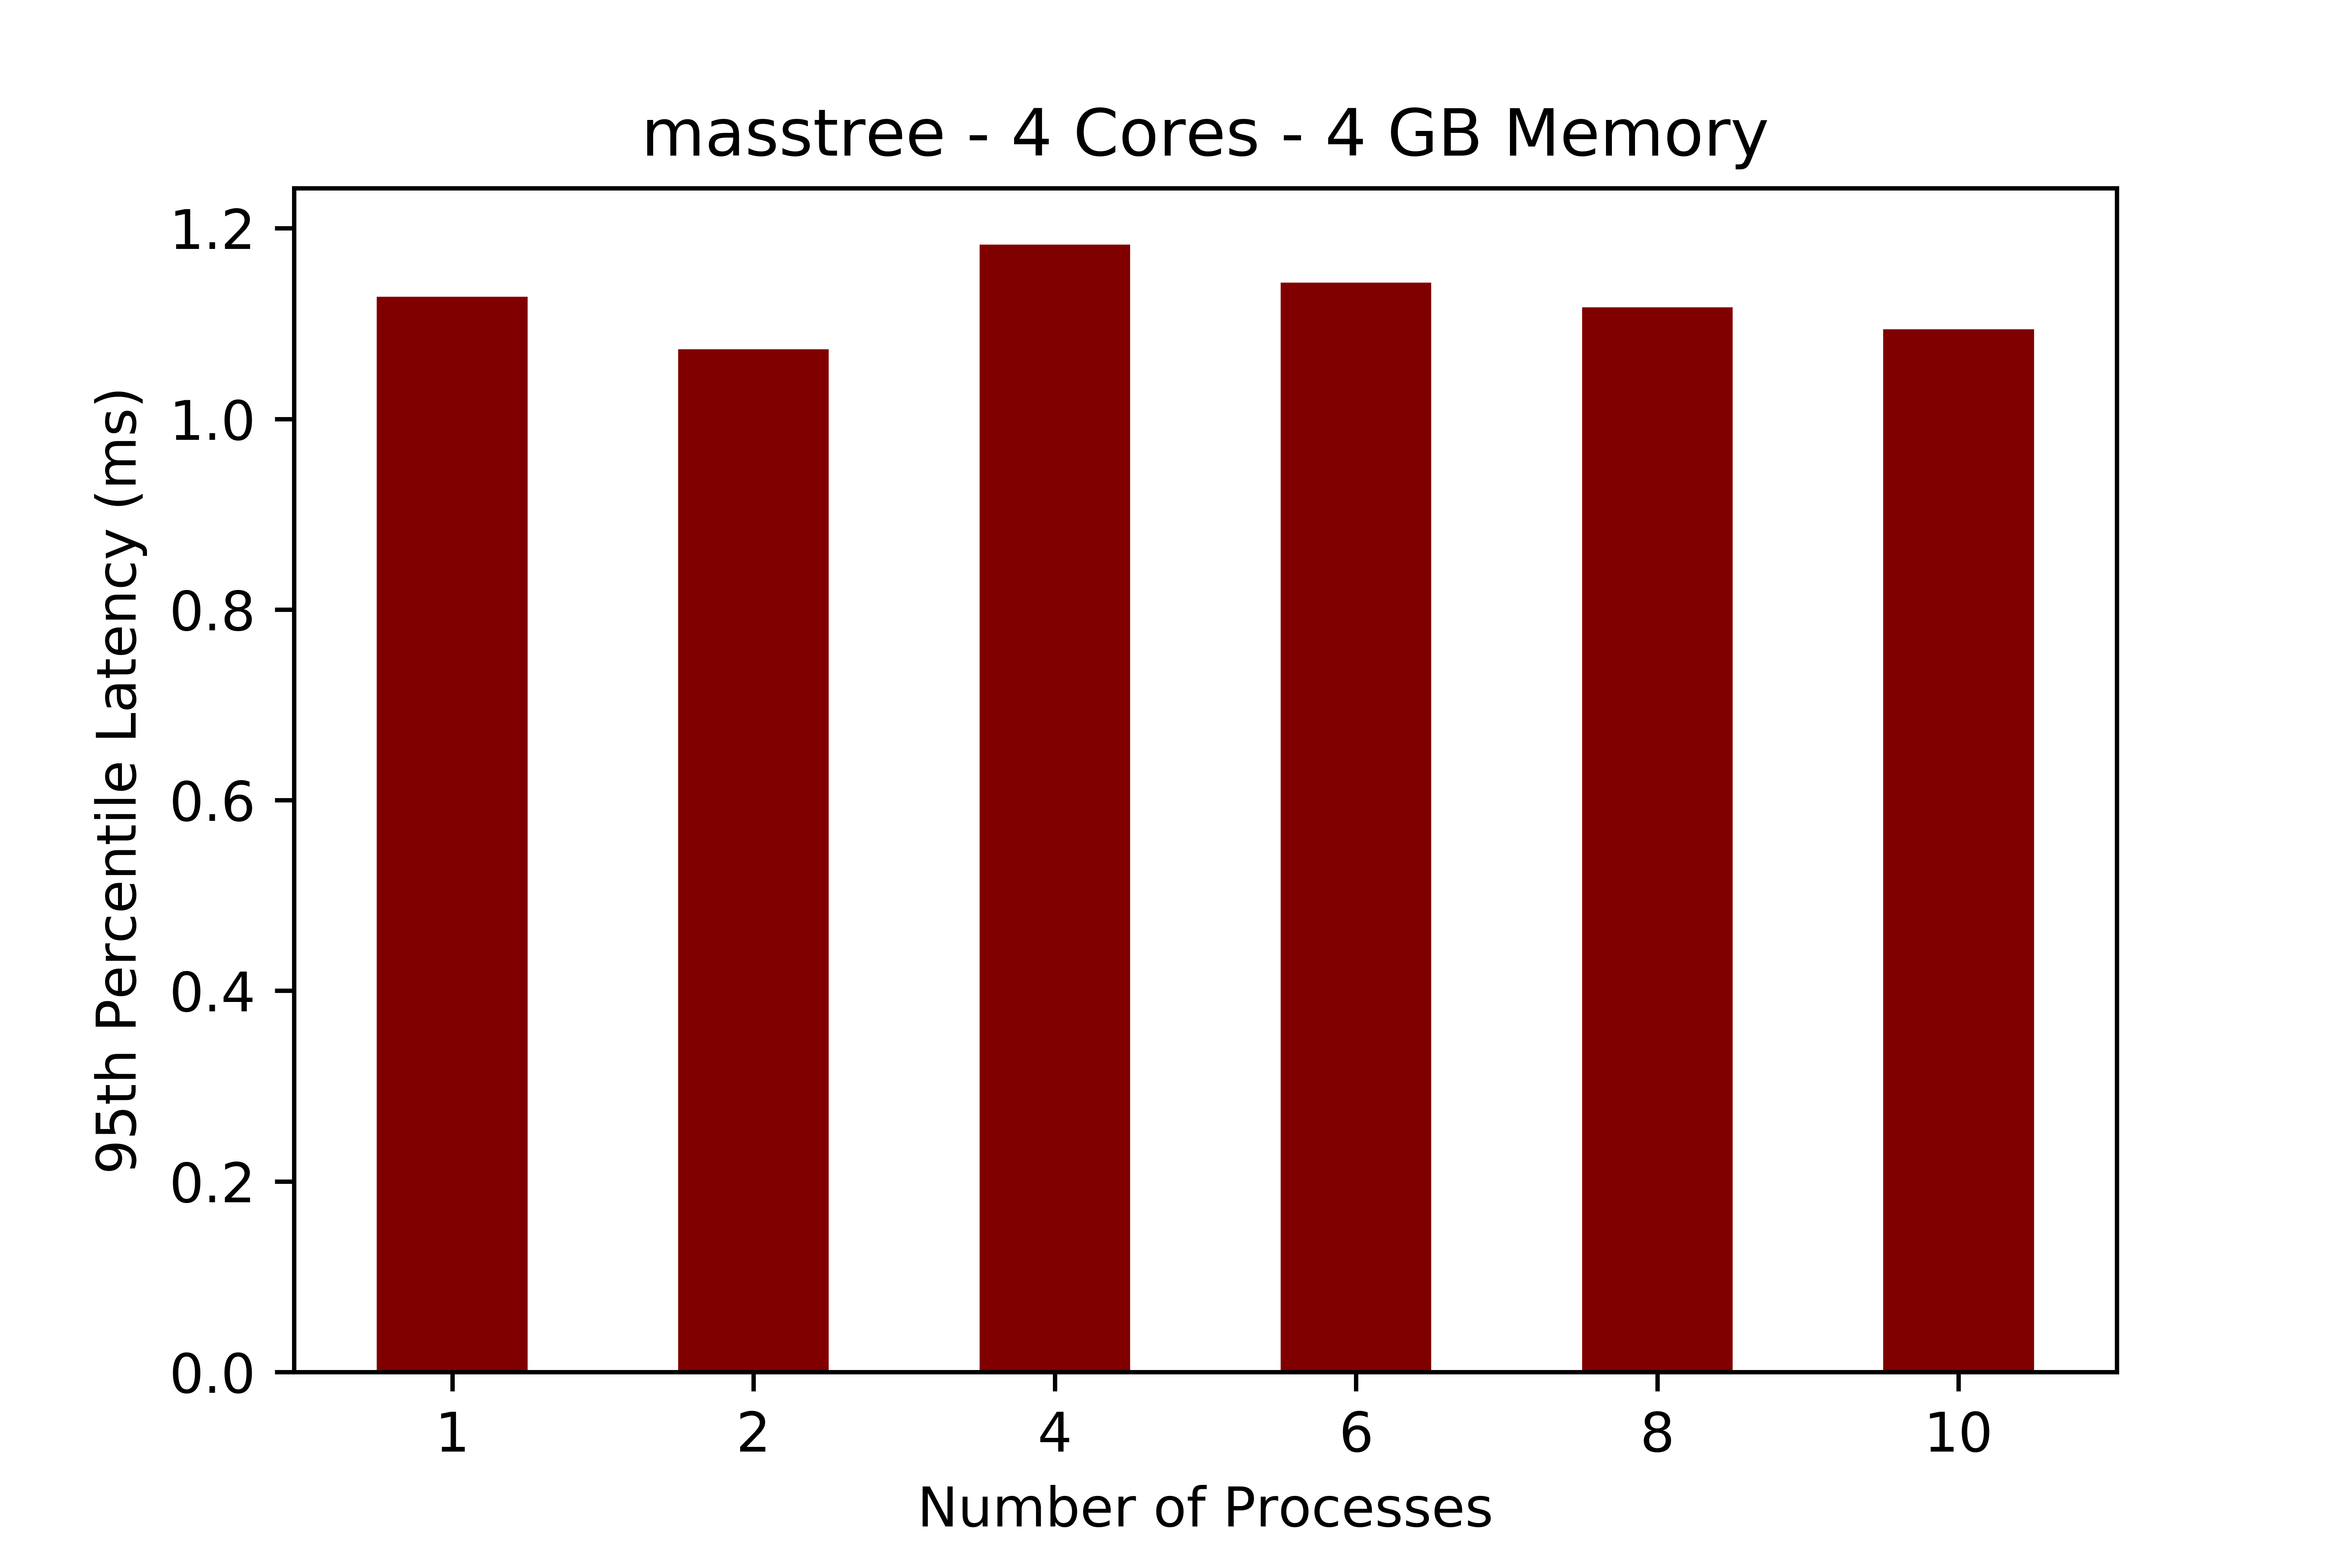 masstree - 4 Cores - 4 GB Memory
95th Percentile Latency (ms)
1.2
1.0
0.8
0.6
0.4
0.2
0.0
1 2 4 6 8 10
Number of Processes